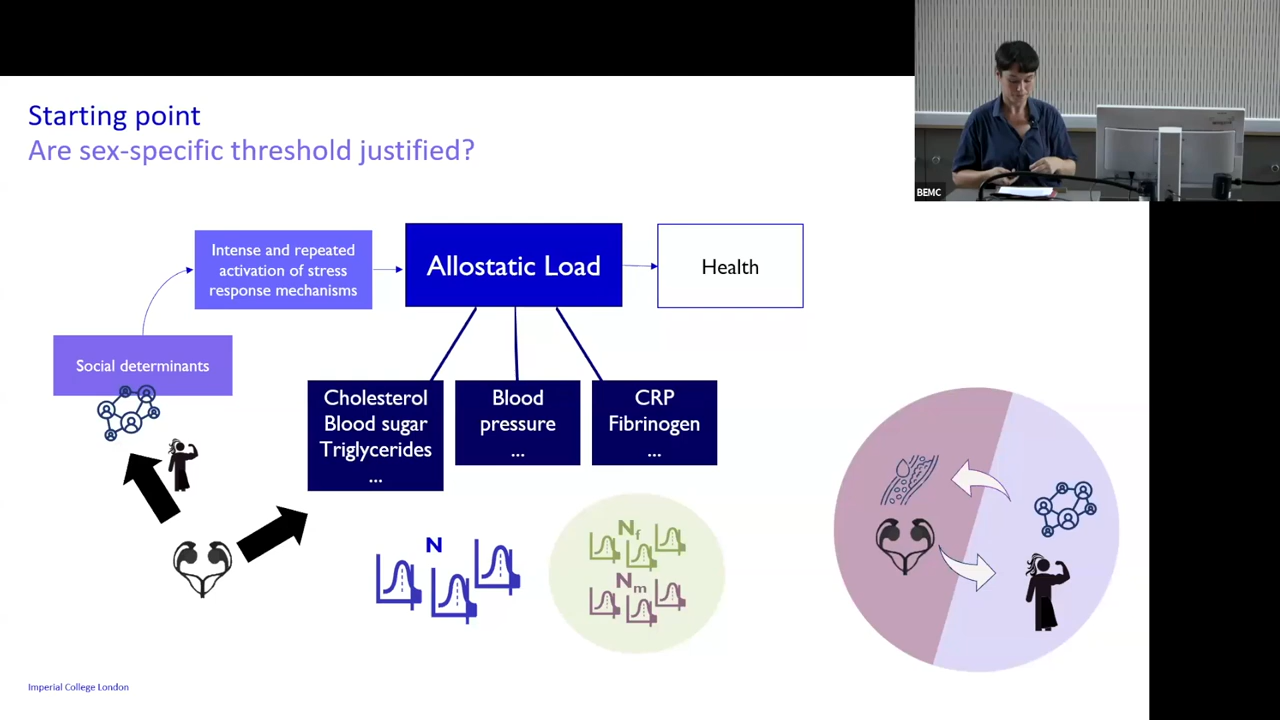 Starting point
Are sex-specific threshold justified?
BEMC
Intense and repeated
activation of stress
response mechanisms
Allostatic Load
Health
Social determinants
Cholesterol
Blood sugar
Triglycerides
...
Blood
pressure
...
CRP
Fibrinogen
...
N
Nf
Nm
Imperial College London